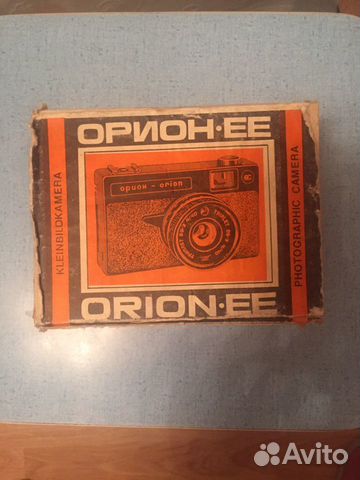 ОРИОН·ЕЕ
KLEINBILDKAMERA
орион - orion
PHOTOGRAPHIC CAMERA
ORION·EE
Avito